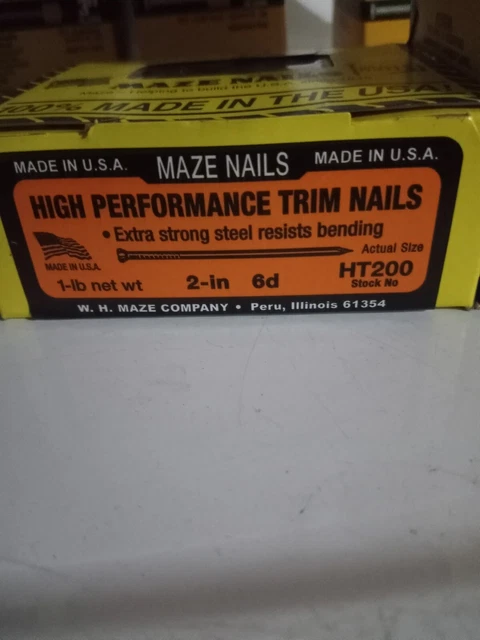 MAZE NAILS
100% MADE IN THE USA
MADE IN U.S.A. MAZE NAILS MADE IN U.S.A.
HIGH PERFORMANCE TRIM NAILS
• Extra strong steel resists bending
Actual Size
MADE IN U.S.A.
1-lb net wt 2-in 6d HT200
Stock No
W. H. MAZE COMPANY • Peru, Illinois 61354